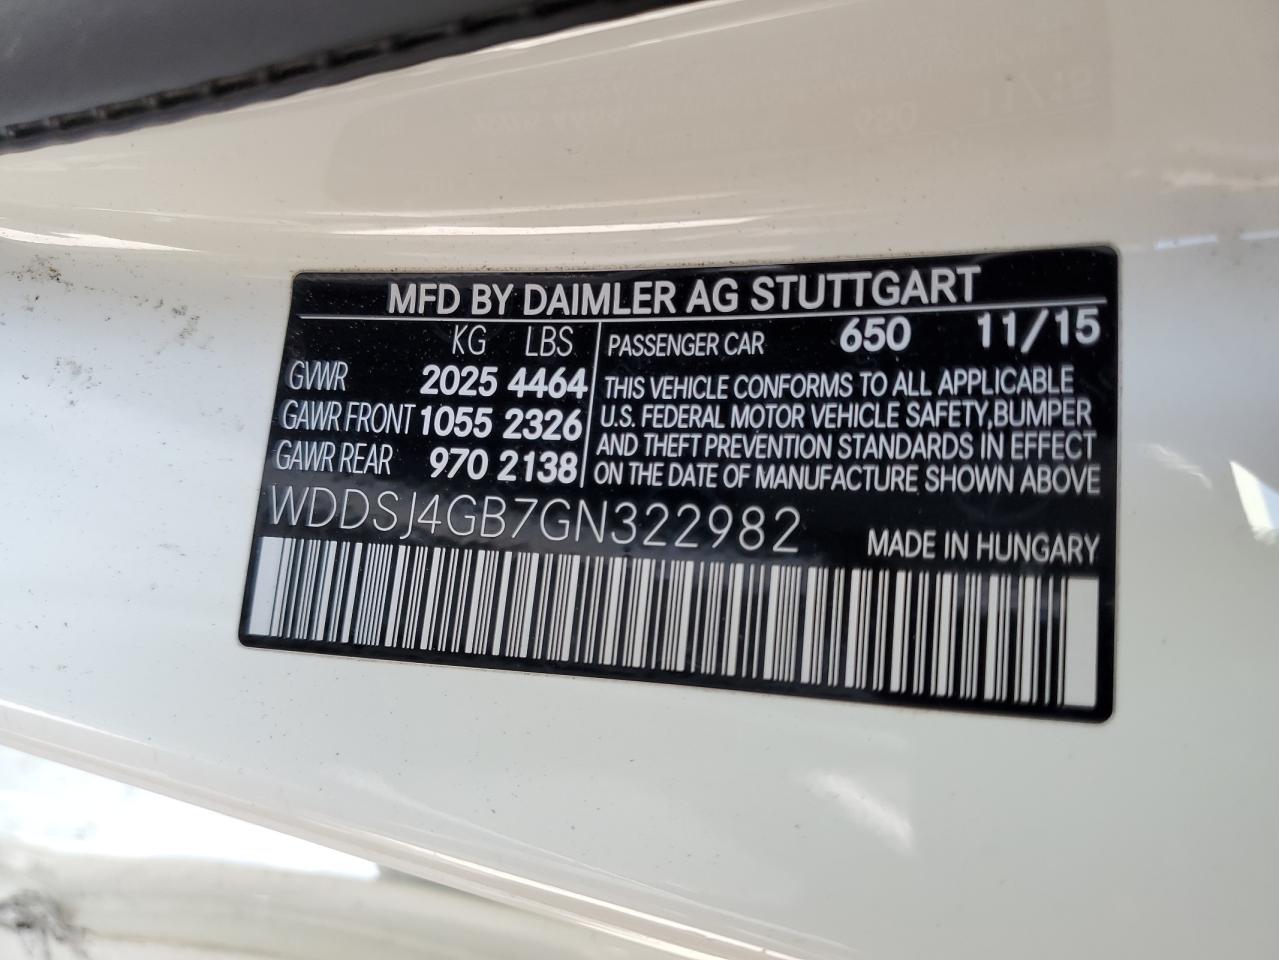 MFD BY DAIMLER AG STUTTGART
KG LBS
GVWR 2025 4464
GAWR FRONT 1055 2326
GAWR REAR 970 2138
PASSENGER CAR 650 11/15
THIS VEHICLE CONFORMS TO ALL APPLICABLE
U.S. FEDERAL MOTOR VEHICLE SAFETY, BUMPER
AND THEFT PREVENTION STANDARDS IN EFFECT
ON THE DATE OF MANUFACTURE SHOWN ABOVE
WDDSJ4GB7GN322982
MADE IN HUNGARY